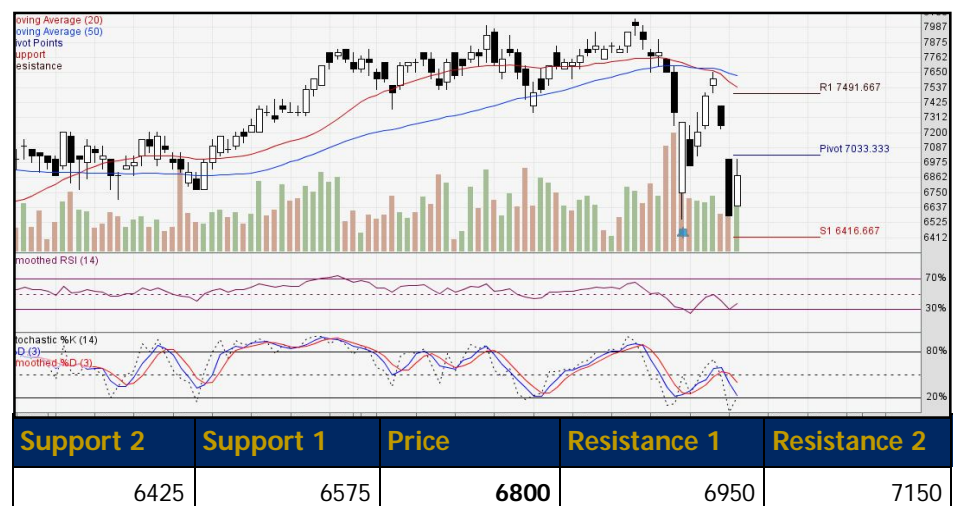 oving Average (20)
oving Average (50)
ivot Points
upport
esistance
7987
7875
7762
7650
7537
7425
7312
7200
7087
6975
6862
6750
6637
6525
6412
R1 7491.667
Pivot 7033.333
S1 6416.667
moothed RSI (14)
70%
30%
tochastic %K (14)
D (3)
moothed %D (3)
80%
20%
Support 2 Support 1 Price Resistance 1 Resistance 2
6425 6575 6800 6950 7150